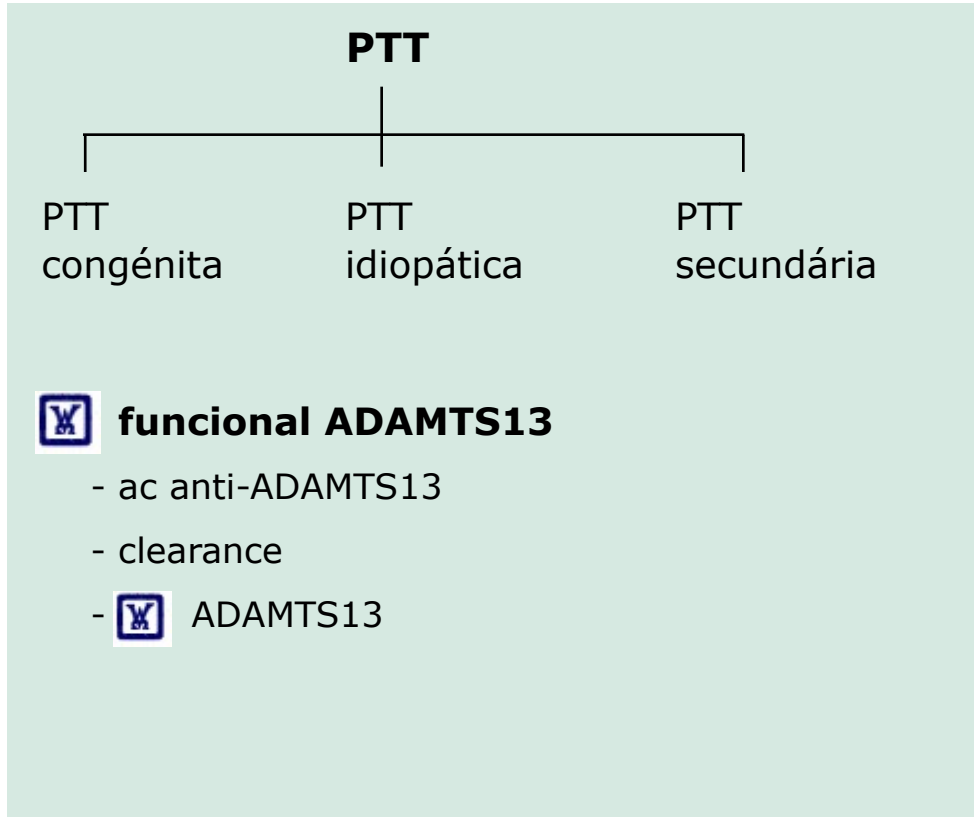 PTT
PTT PTT PTT
congénita idiopática secundária
funcional ADAMTS13
- ac anti-ADAMTS13
- clearance
- ADAMTS13